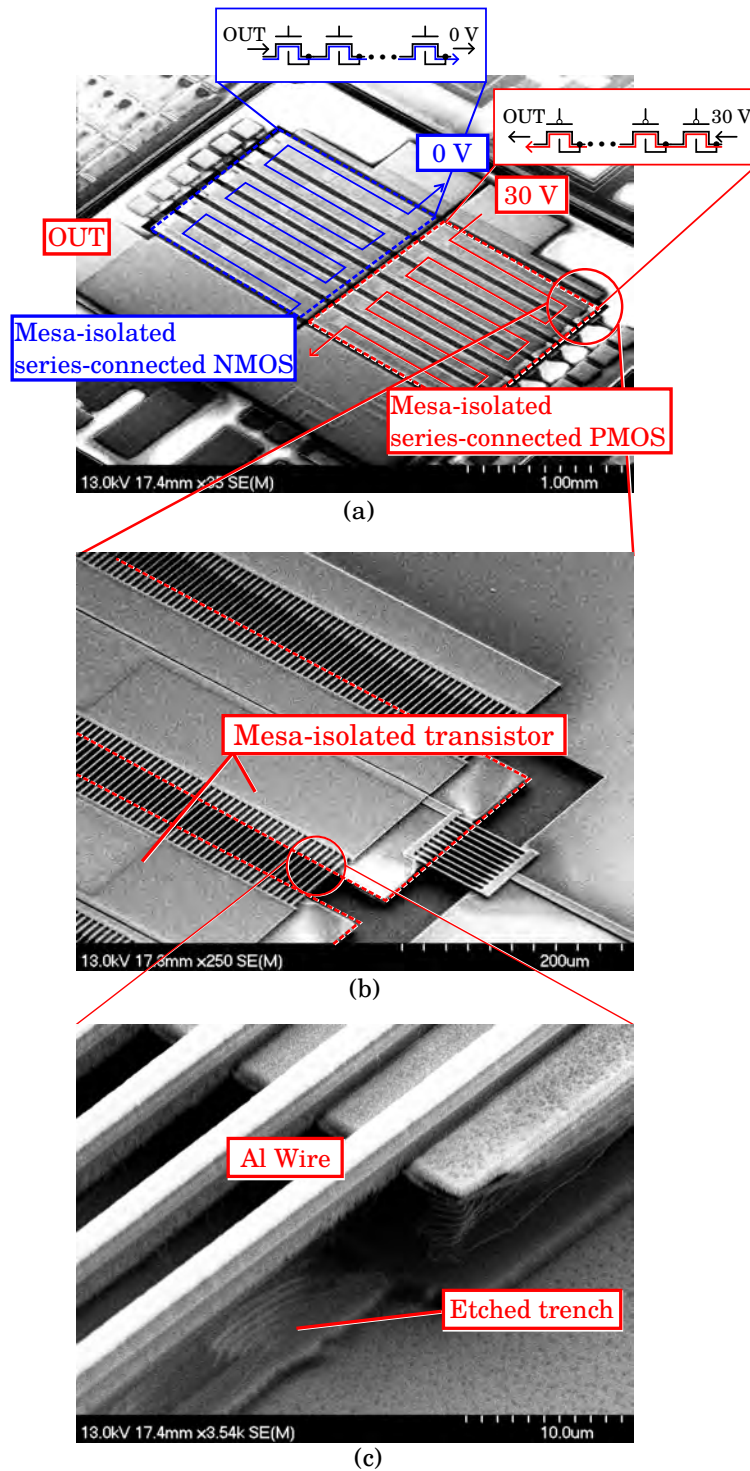 OUT
0 V
OUT
30 V
0 V
30 V
OUT
Mesa-isolated
series-connected NMOS
Mesa-isolated
series-connected PMOS
13.0kV 17.4mm x35 SE(M)
1.00mm
(a)
Mesa-isolated transistor
13.0kV 17.3mm x250 SE(M)
200um
(b)
Al Wire
Etched trench
13.0kV 17.4mm x3.54k SE(M)
10.0um
(c)